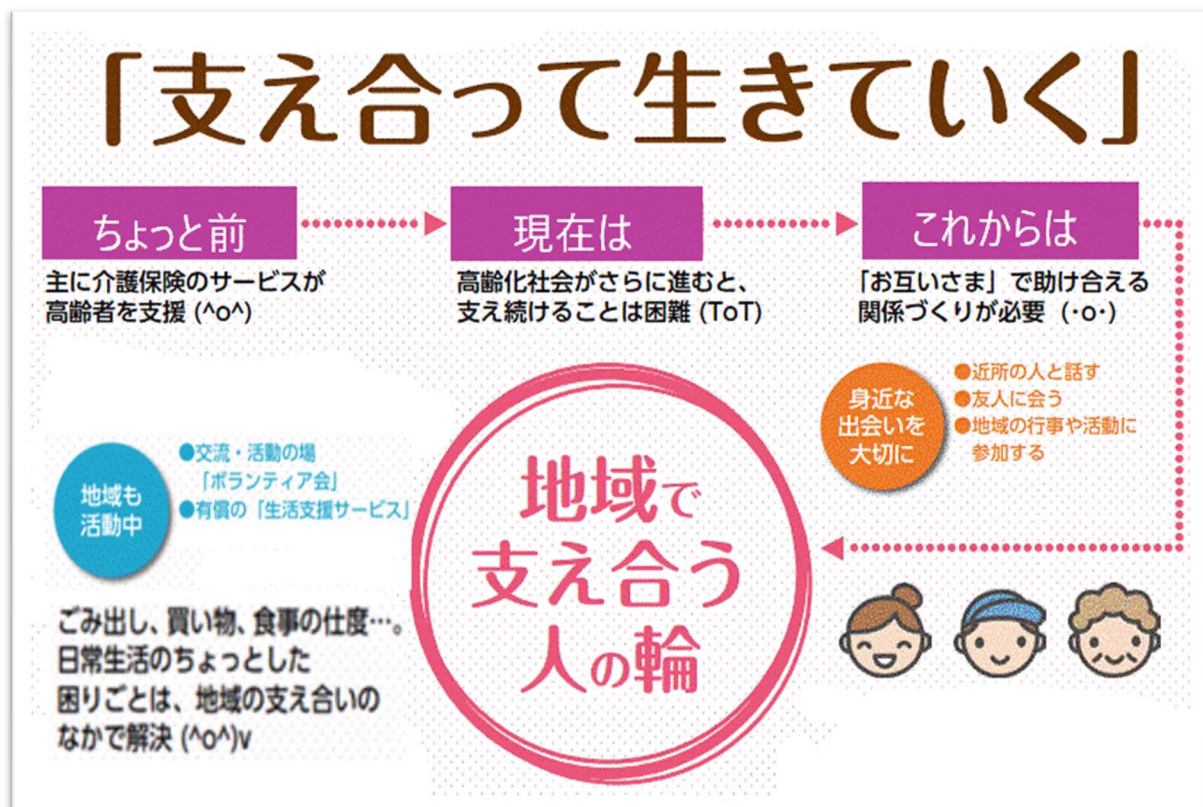 「支え合って生きていく」
ちょっと前
主に介護保険のサービスが
高齢者を支援 (^o^)
現在は
高齢化社会がさらに進むと、
支え続けることは困難 (ToT)
これからは
「お互いさま」で助け合える
関係づくりが必要 (・o・)
身近な
出会いを
大切に
●近所の人と話す
●友人に会う
●地域の行事や活動に
参加する
地域で
支え合う
人の輪
地域も
活動中
●交流・活動の場
「ボランティア会」
●有償の「生活支援サービス」
ごみ出し、買い物、食事の仕度…。
日常生活のちょっとした
困りごとは、地域の支え合いの
なかで解決 (^o^)v